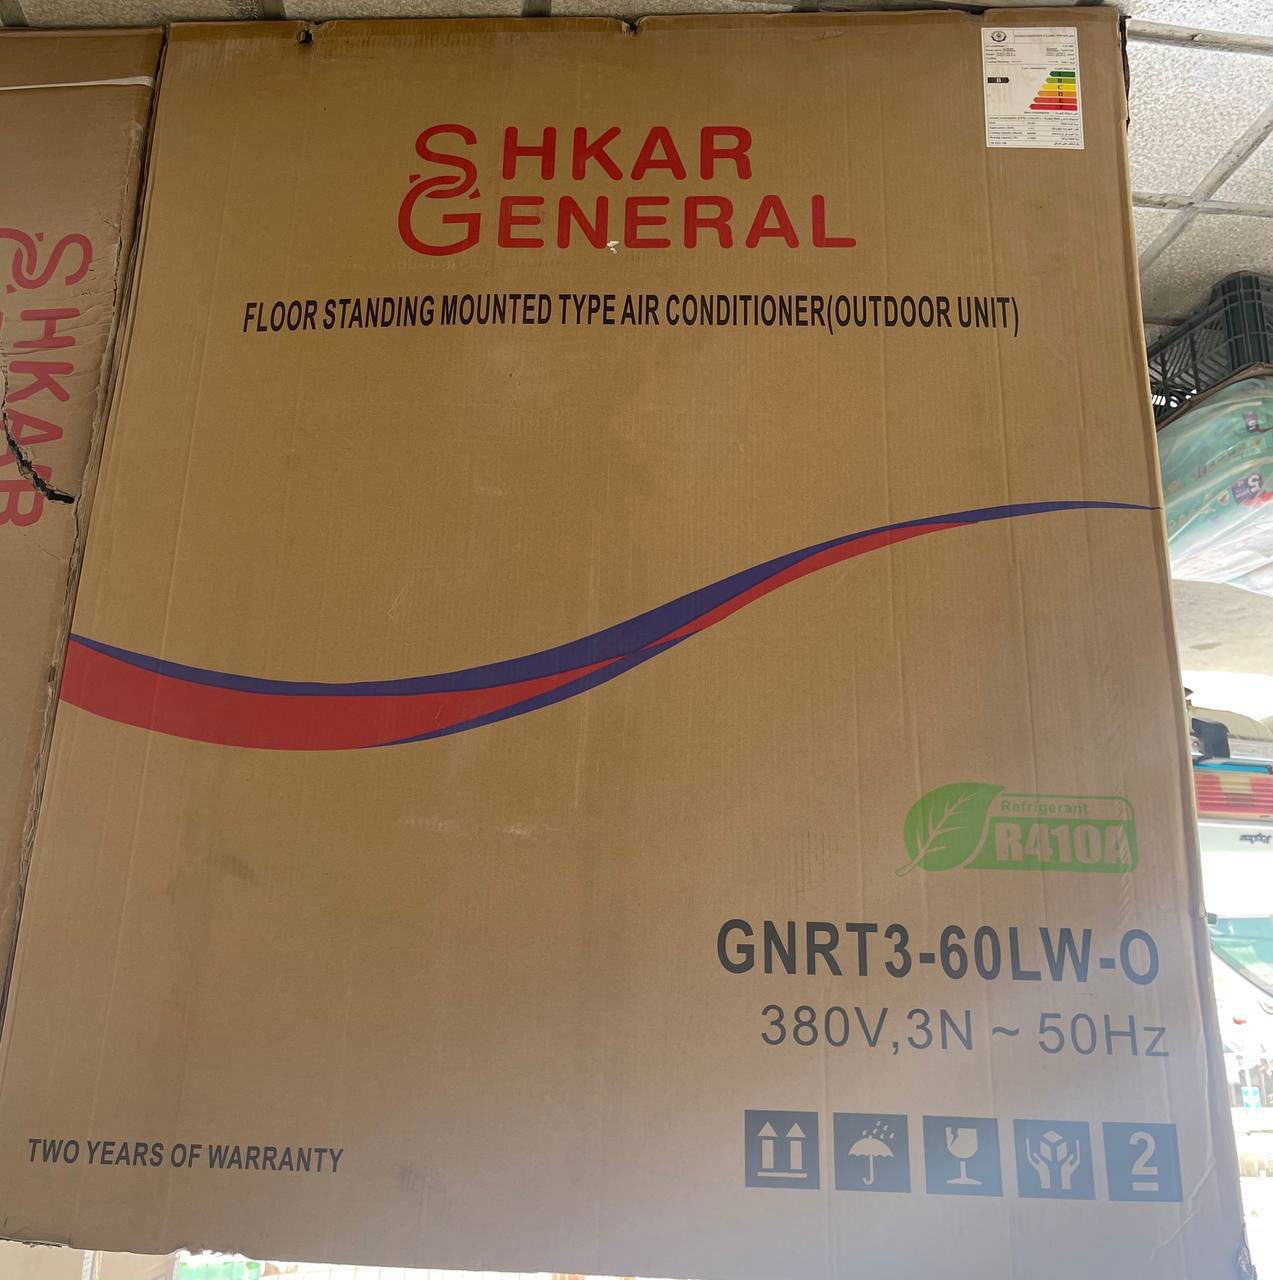 SHKAR
GENERAL
FLOOR STANDING MOUNTED TYPE AIR CONDITIONER(OUTDOOR UNIT)
Refrigerant
R410A
GNRT3-60LW-O
380V,3N ~ 50Hz
TWO YEARS OF WARRANTY
2
SHKAR